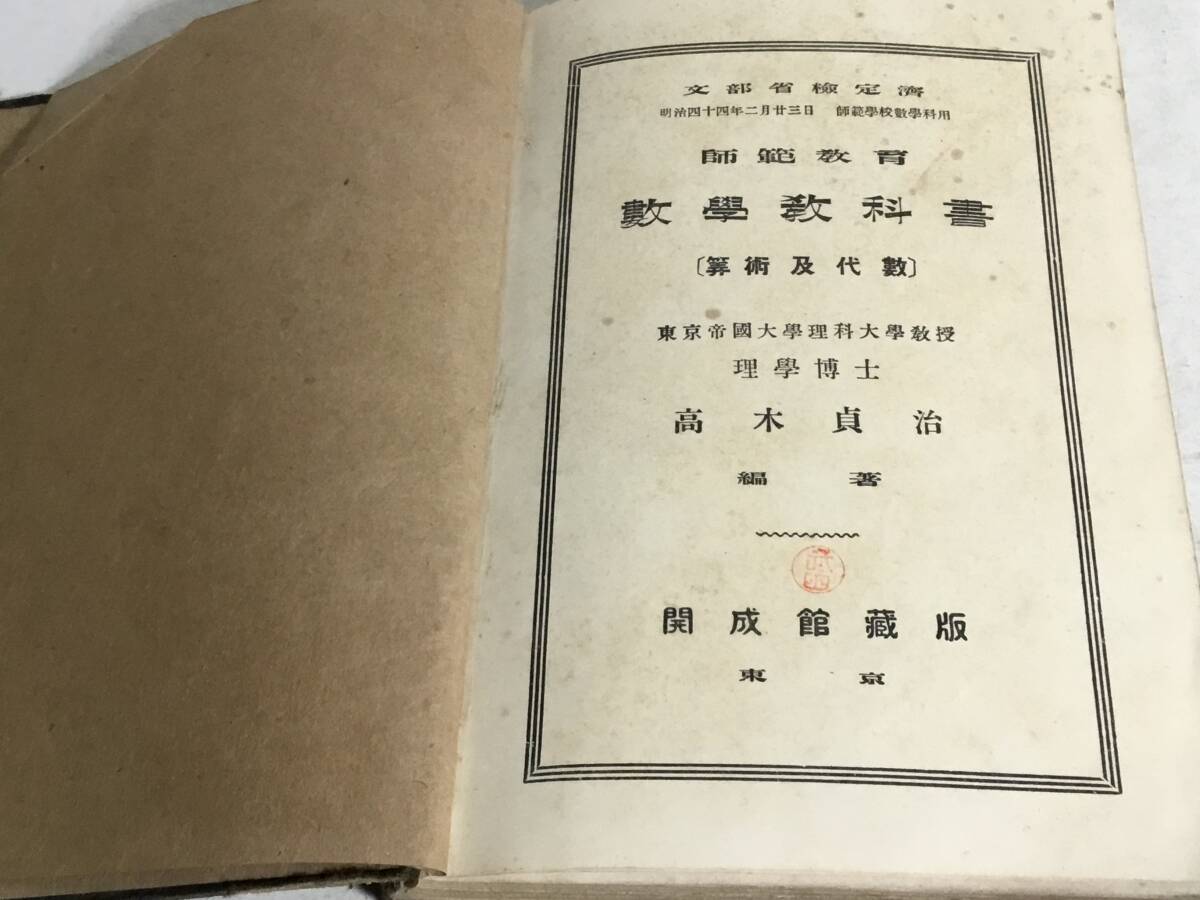 文部省檢定濟
明治四十四年二月廿三日 師範學校數學科用
師範教育
數學教科書
〔算術及代數〕
東京帝國大學理科大學敎授
理學博士
高木貞治
編著
開成館藏版
東京